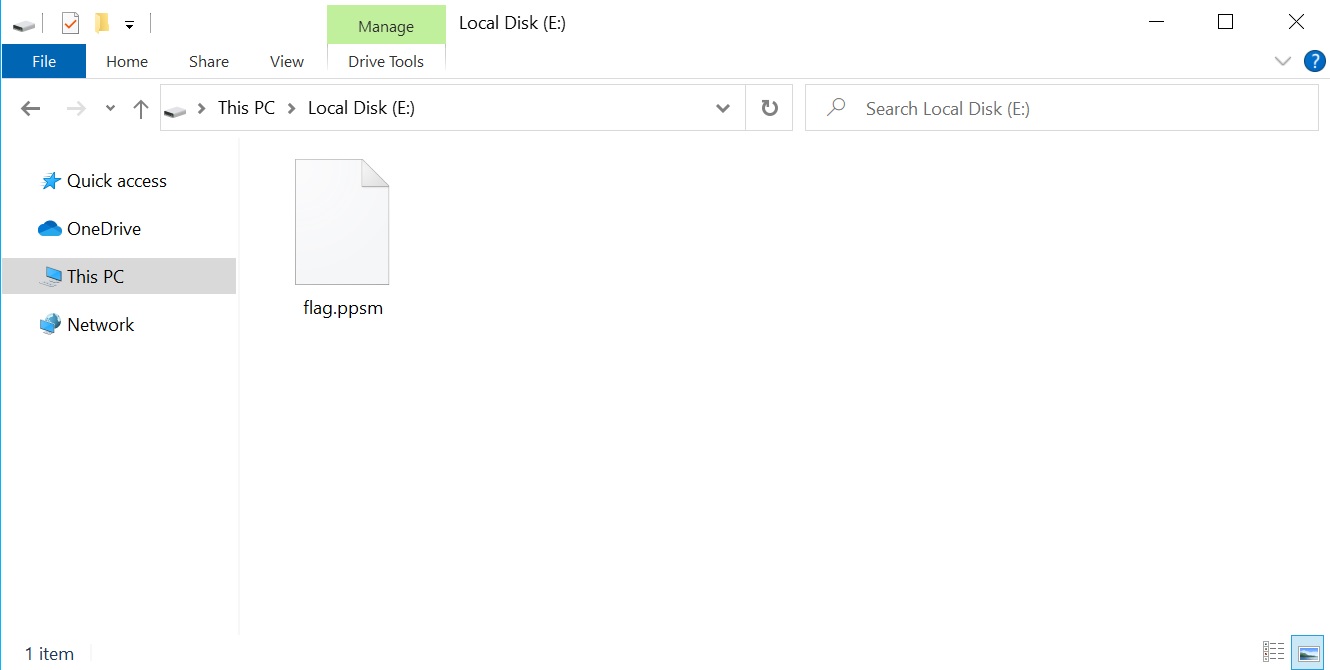 Manage
Local Disk (E:)
File
Home
Share
View
Drive Tools
?
This PC
Local Disk (E:)
Search Local Disk (E:)
Quick access
OneDrive
This PC
Network
flag.ppsm
1 item